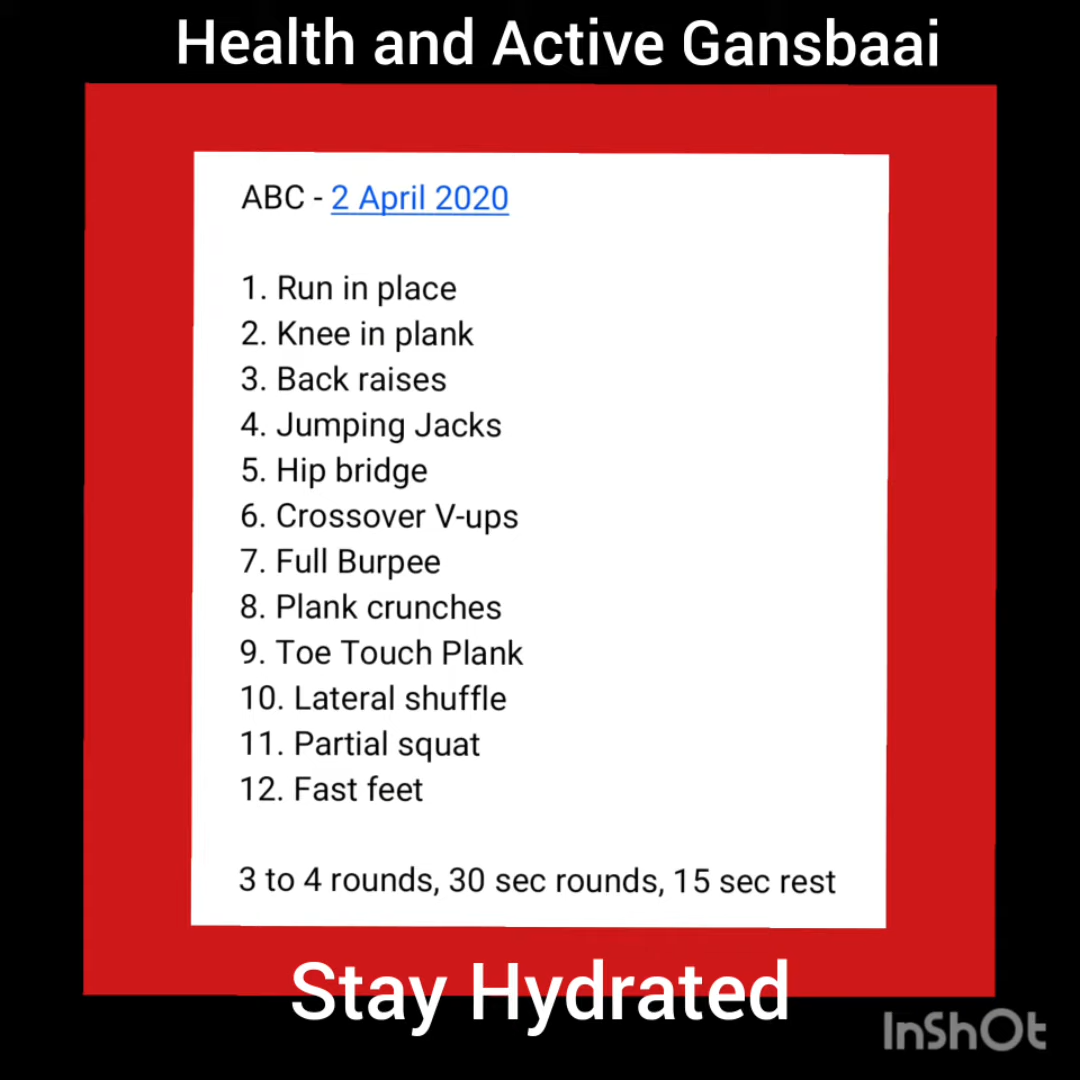 Health and Active Gansbaai
ABC - 2 April 2020
1. Run in place
2. Knee in plank
3. Back raises
4. Jumping Jacks
5. Hip bridge
6. Crossover V-ups
7. Full Burpee
8. Plank crunches
9. Toe Touch Plank
10. Lateral shuffle
11. Partial squat
12. Fast feet
3 to 4 rounds, 30 sec rounds, 15 sec rest
Stay Hydrated
InShOt